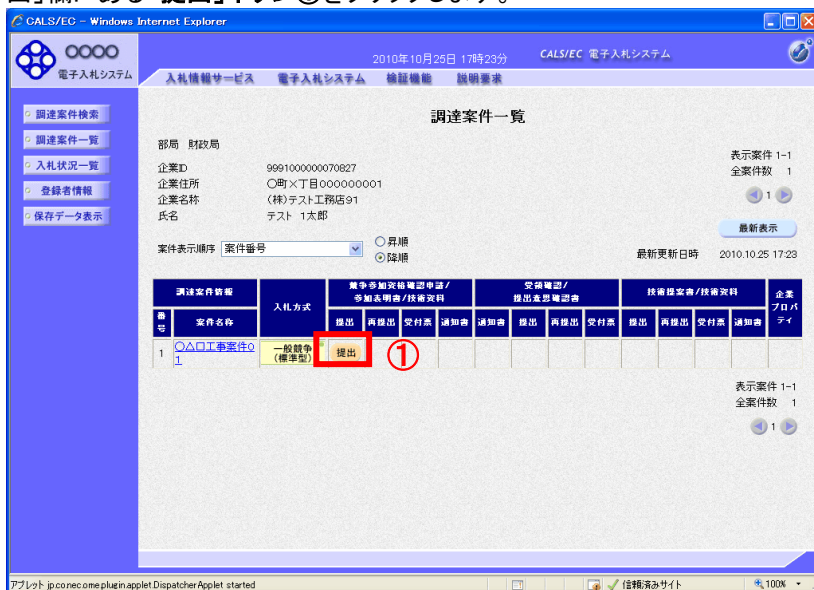 CALS/EC - Windows Internet Explorer
〇〇〇〇
電子入札システム
2010年10月25日 17時23分
CALS/EC 電子入札システム
入札情報サービス 電子入札システム 検証機能 説明要求
調達案件検索
調達案件一覧
入札状況一覧
登録者情報
保存データ表示
調達案件一覧
部局 財政局
企業ID 9991000000070827
企業住所 〇町×丁目000000001
企業名称 (株)テスト工務店91
氏名 テスト 1太郎
表示案件 1-1
全案件数 1
1
最新表示
案件表示順序 案件番号
昇順
降順
最新更新日時 2010.10.25 17:23
調達案件情報 入札方式 競争参加資格確認申請/参加表明書/技術資料 受領確認/提出意思確認書 技術提案書/技術資料 企業プロパティ
番号 案件名称 提出 再提出 受付票 通知書 通知書 提出 再提出 受付票 提出 再提出 受付票 通知書
1 〇△□工事案件01 一般競争(標準型) 提出 ①
表示案件 1-1
全案件数 1
1
アプレット jp.co.nec.ome.plugin.applet.DispatcherApplet started
信頼済みサイト
100%